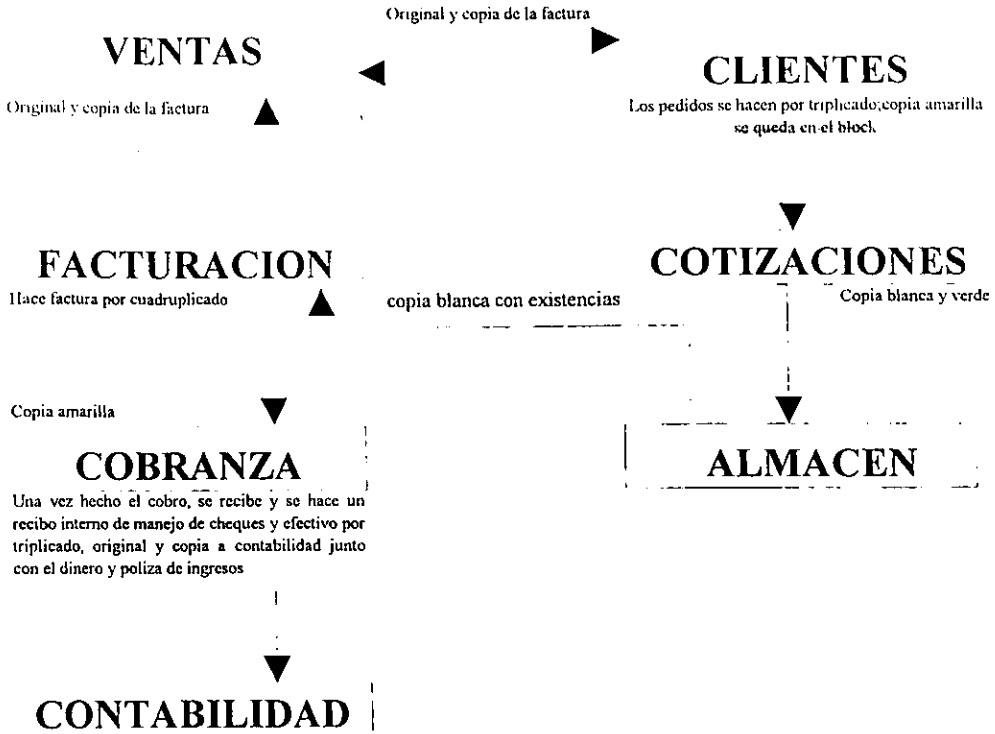 Original y copia de la factura
VENTAS
CLIENTES
Original y copia de la factura
Los pedidos se hacen por triplicado;copia amarilla
se queda en el block
FACTURACION
COTIZACIONES
Hace factura por cuadruplicado
copia blanca con existencias
Copia blanca y verde
Copia amarilla
COBRANZA
ALMACEN
Una vez hecho el cobro, se recibe y se hace un
recibo interno de manejo de cheques y efectivo por
triplicado, original y copia a contabilidad junto
con el dinero y poliza de ingresos
CONTABILIDAD